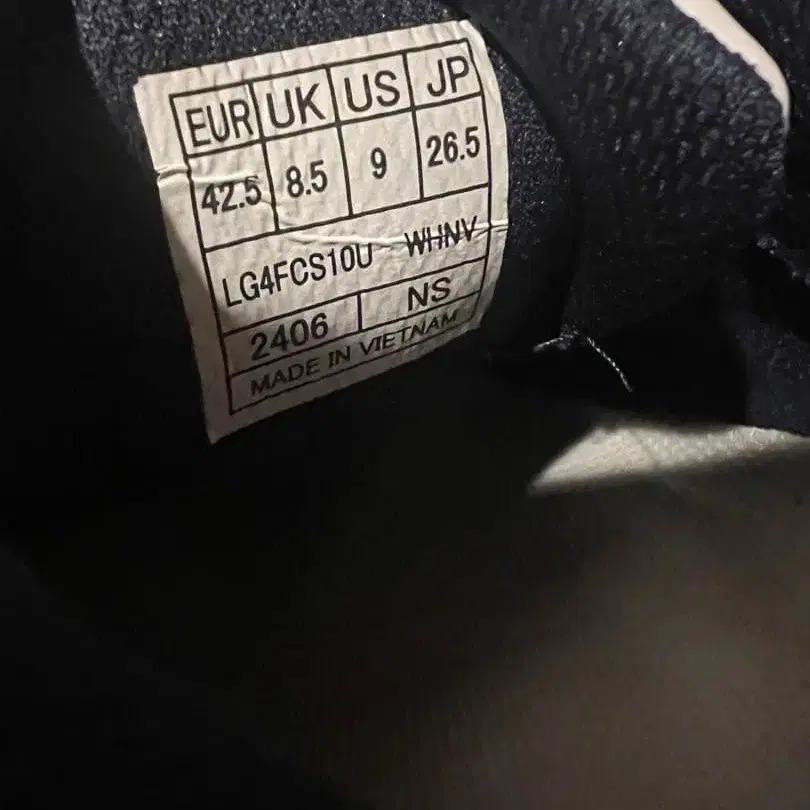 EUR UK US JP
42.5 8.5 9 26.5
LG4FCS10U WHNV
2406 NS
MADE IN VIETNAM